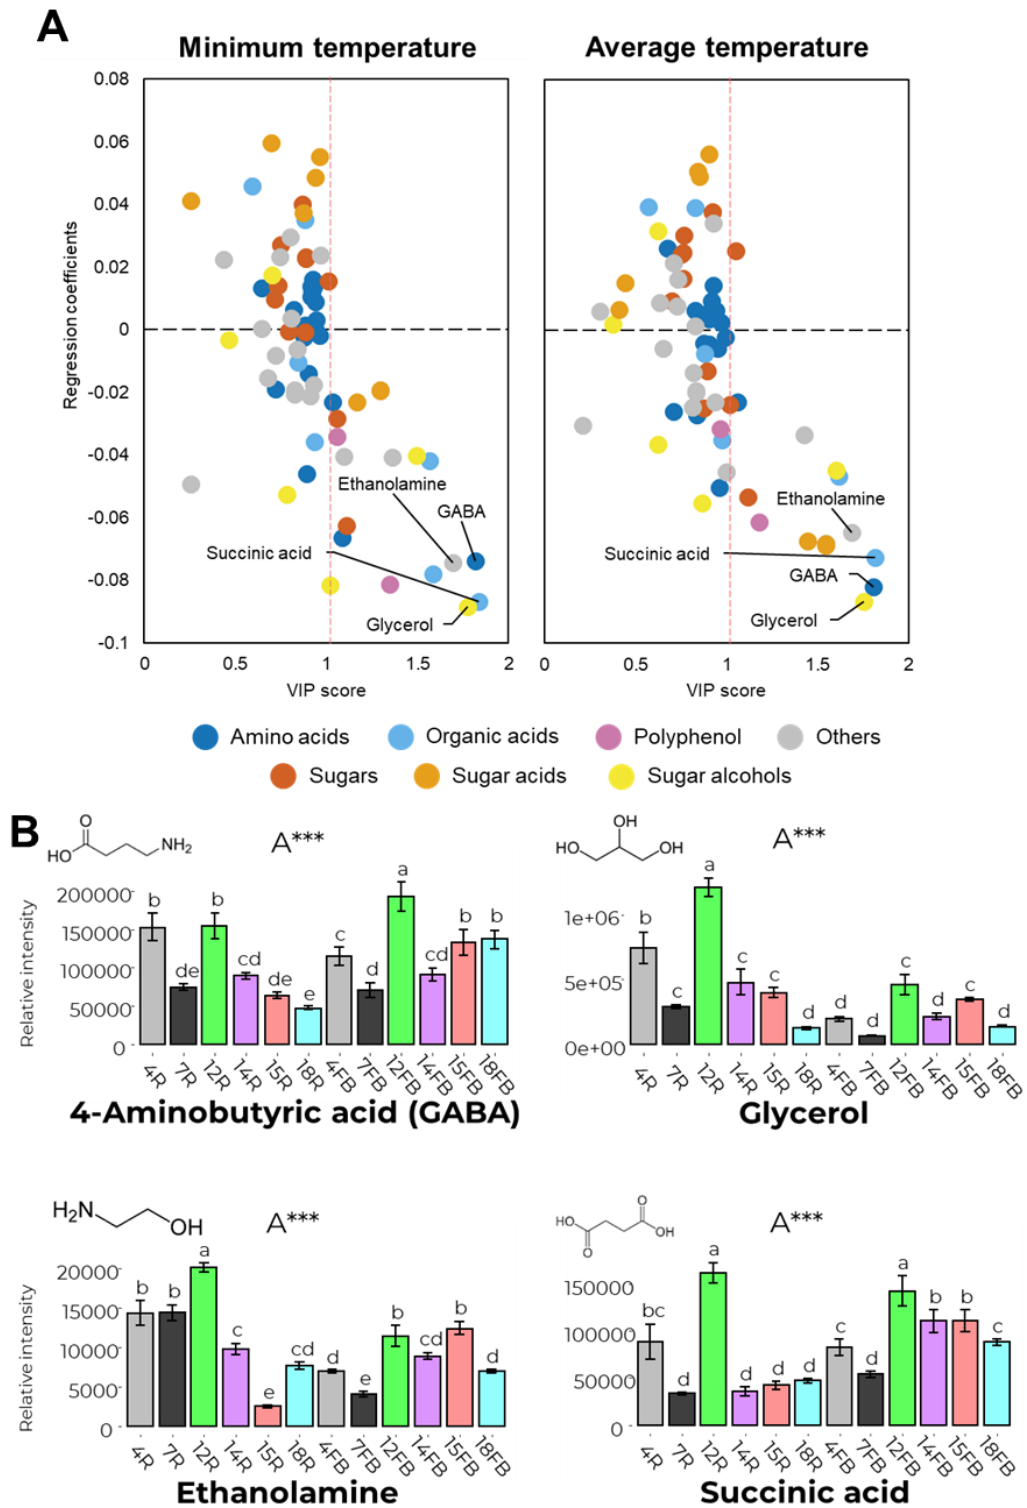 A
Minimum temperature
Average temperature
0.08
0.06
0.04
0.02
0
-0.02
-0.04
-0.06
-0.08
-0.1
Regression coefficients
Ethanolamine
GABA
Succinic acid
Glycerol
0 0.5 1 1.5 2
VIP score
Ethanolamine
Succinic acid
GABA
Glycerol
0 0.5 1 1.5 2
VIP score
Amino acids Organic acids Polyphenol Others
Sugars Sugar acids Sugar alcohols
B
O
HO
NH2
A***
Relative intensity
200000
150000
100000
50000
0
b de b cd de e c d a cd b b
4R 7R 12R 14R 15R 18R 4FB 7FB 12FB 14FB 15FB 18FB
4-Aminobutyric acid (GABA)
OH
HO OH
A***
1e+06
5e+05
0e+00
b c a c c d d d c d c d
4R 7R 12R 14R 15R 18R 4FB 7FB 12FB 14FB 15FB 18FB
Glycerol
H2N
OH
A***
Relative intensity
20000
15000
10000
5000
0
b b a c e cd d e b cd b d
4R 7R 12R 14R 15R 18R 4FB 7FB 12FB 14FB 15FB 18FB
Ethanolamine
O
HO
OH
O
A***
150000
100000
50000
0
bc d a d d d c d a b b c
4R 7R 12R 14R 15R 18R 4FB 7FB 12FB 14FB 15FB 18FB
Succinic acid